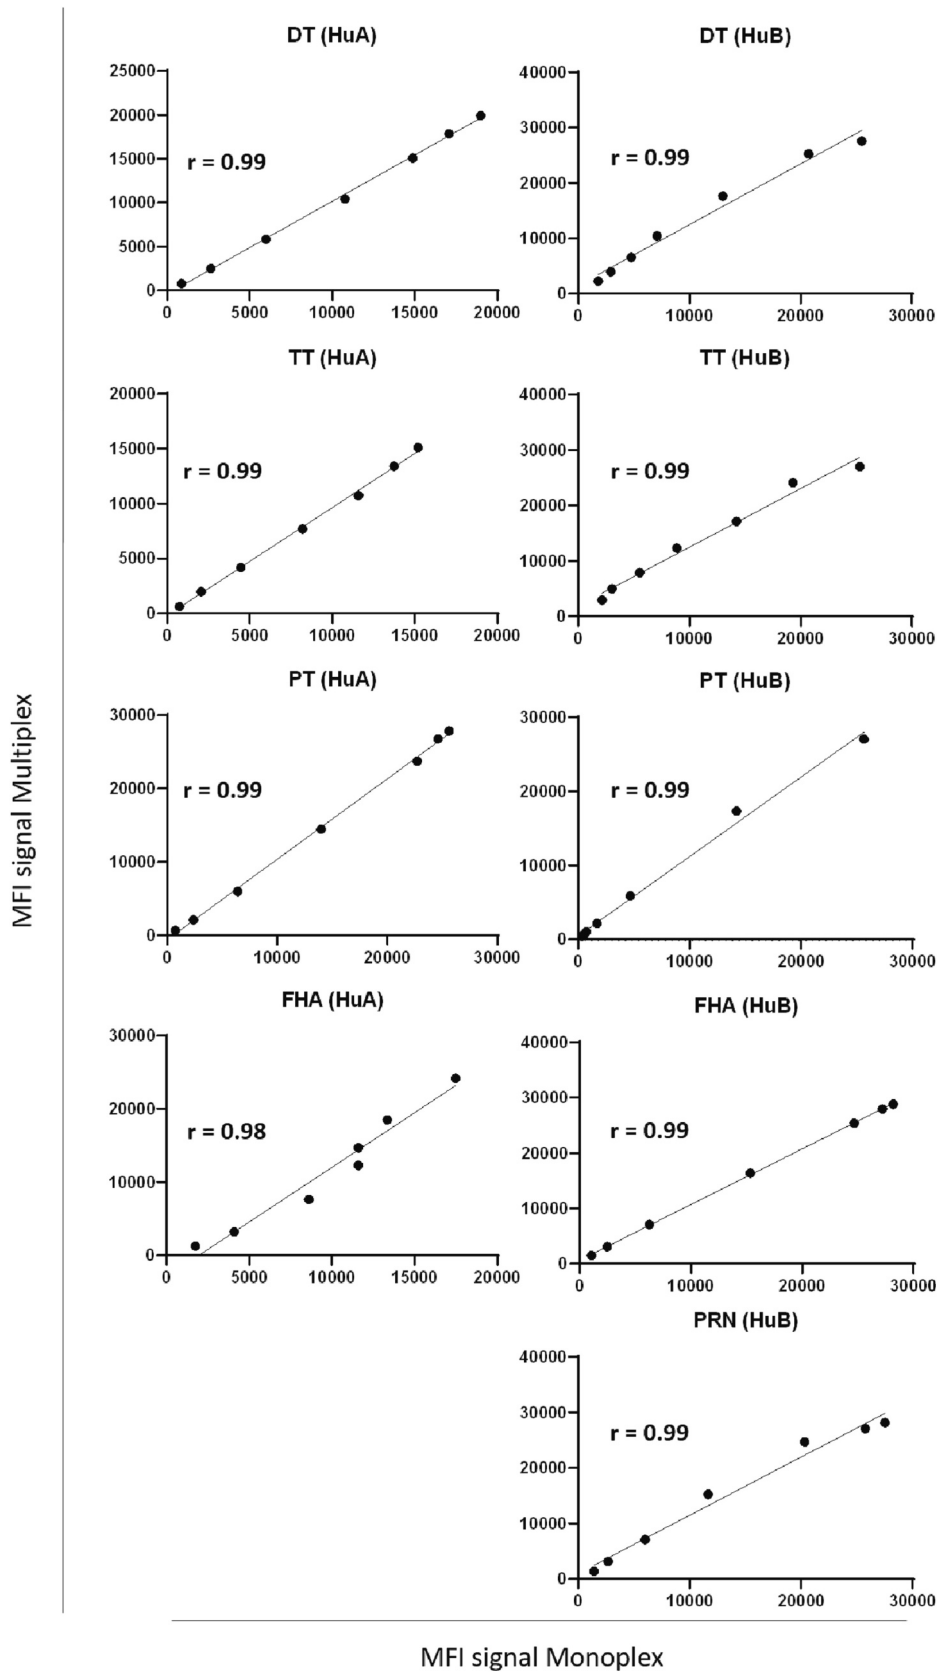 MFI signal Multiplex
DT (HuA)
25000
20000
15000
10000
5000
0
r = 0.99
0 5000 10000 15000 20000
DT (HuB)
40000
30000
20000
10000
0
r = 0.99
0 10000 20000 30000
TT (HuA)
20000
15000
10000
5000
0
r = 0.99
0 5000 10000 15000 20000
TT (HuB)
40000
30000
20000
10000
0
r = 0.99
0 10000 20000 30000
PT (HuA)
30000
20000
10000
0
r = 0.99
0 10000 20000 30000
PT (HuB)
30000
20000
10000
0
r = 0.99
0 10000 20000 30000
FHA (HuA)
30000
20000
10000
0
r = 0.98
0 5000 10000 15000 20000
FHA (HuB)
40000
30000
20000
10000
0
r = 0.99
0 10000 20000 30000
PRN (HuB)
40000
30000
20000
10000
0
r = 0.99
0 10000 20000 30000
MFI signal Monoplex